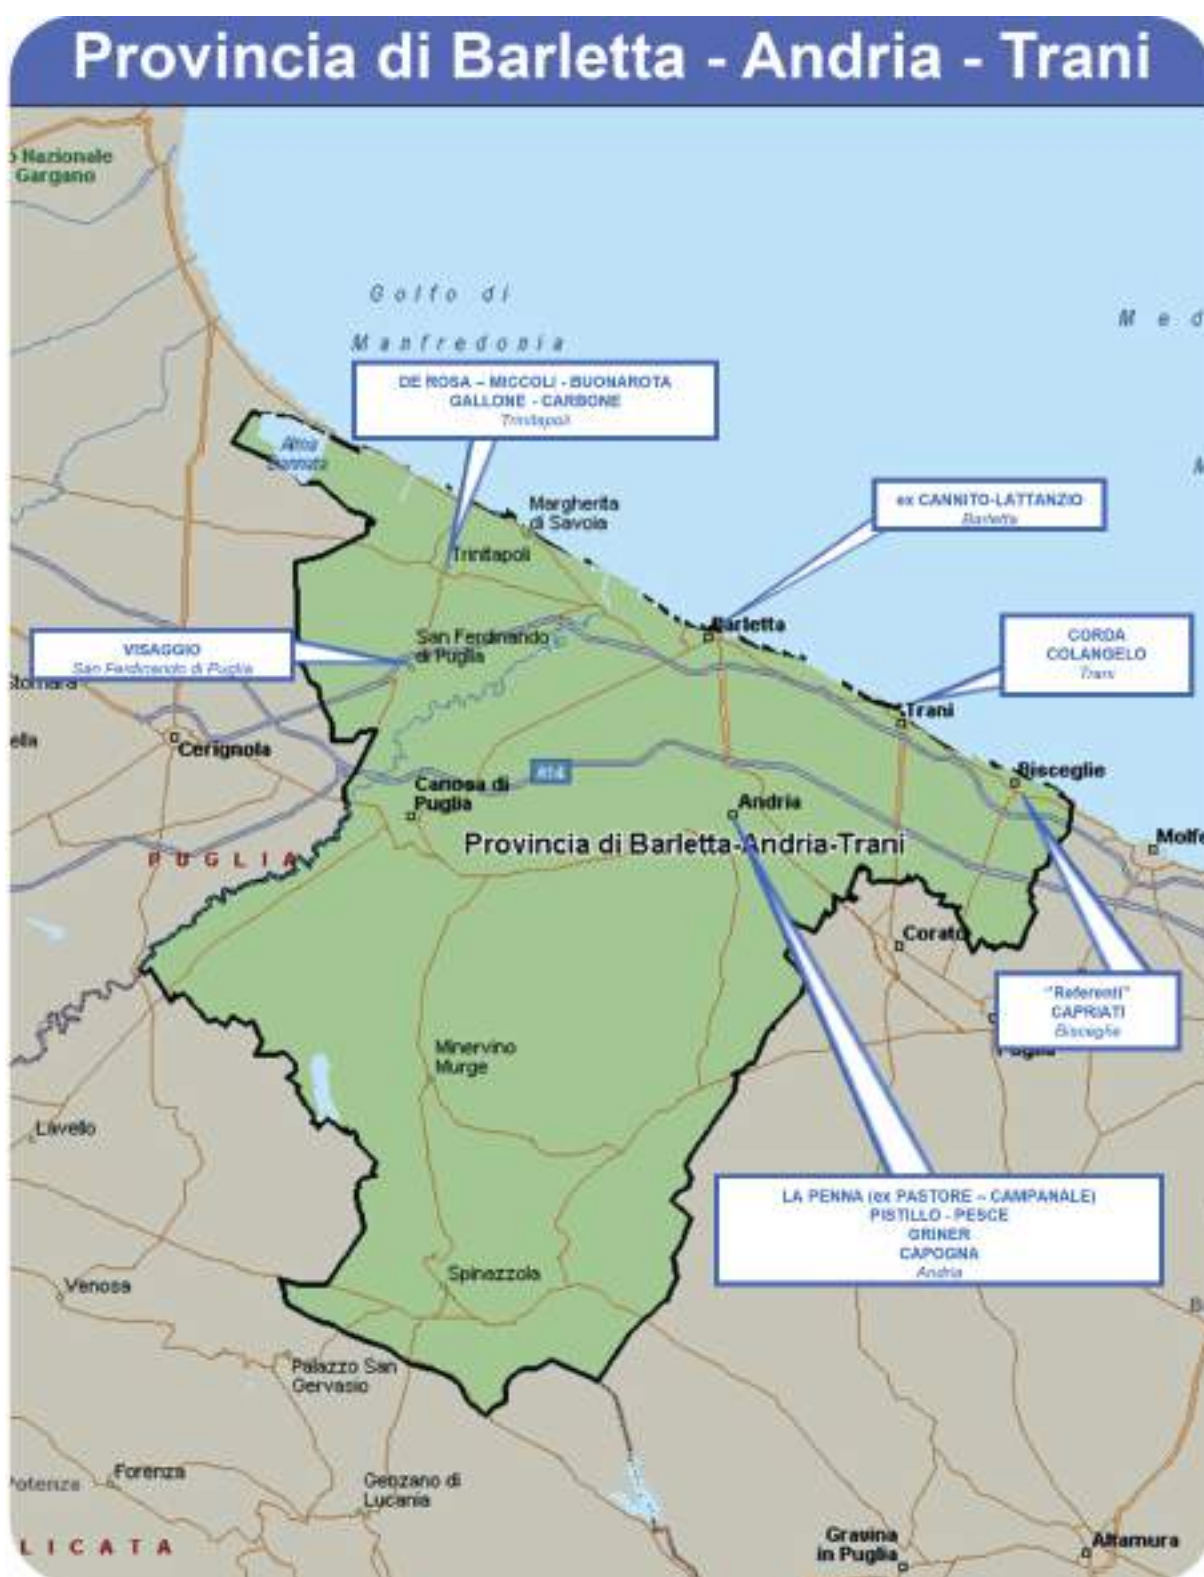 Provincia di Barletta - Andria - Trani
Nazionale
Gargano
Golfo di
Manfredonia
Med
M
DE ROSA – MICCOLI - BUONAROTA
GALLONE - CARBONE
Trinitapoli
Margherita
di Savoia
ex CANNITO-LATTANZIO
Barletta
Trinitapoli
Barletta
San Ferdinando
di Puglia
VISAGGIO
San Ferdinando di Puglia
CORDA
COLANGELO
Trani
Trani
Cerignola
ella
A14
Bisceglie
Canosa di
Puglia
Andria
Molfe
Provincia di Barletta-Andria-Trani
PUGLIA
Corato
"Referenti"
CAPRIATI
Bisceglie
Puglia
Minervino
Murge
Lavello
LA PENNA (ex PASTORE – CAMPANALE)
PISTILLO - PESCE
GRINER
CAPOGNA
Andria
Spinazzola
Venosa
Palazzo San
Gervasio
Forenza
Potenza
Genzano di
Lucania
LICATA
Gravina
in Puglia
Altamura